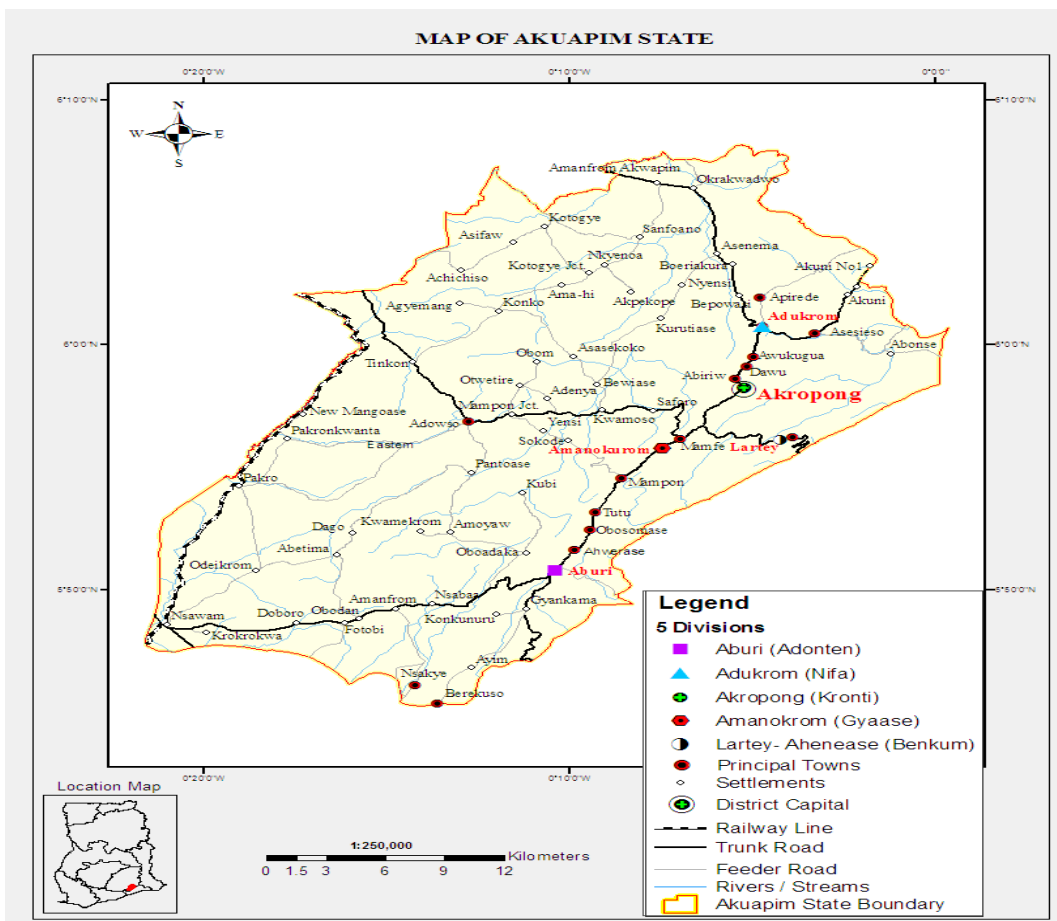 MAP OF AKUAPIM STATE
0°20'0"W 0°10'0"W 0°0'0"
6°10'0"N 6°10'0"N
N
W E
S
Amanfrom Akwapim
Okrakwadwo
Kotogye
Asifaw
Sanfoano
Asenema
Nkyenoa
Kotogye Jct.
Boeriakura
Akuni No1
Achichiso
Ama-hi
Nyensi
Akpekope
Bepowasi
Apirede
Akuni
Agyemang
Konko
Adukrom
Kurutiase
Asesieso
6°0'0"N 6°0'0"N
Abonse
Obom
Asasekoko
Awukugua
Tinkon
Dawu
Abiriw
Otwetire
Bewiase
Adenya
Akropong
Mampon Jct.
Saforo
New Mangoase
Adowso
Yensi
Kwamoso
Pakronkwanta
Eastern
Sokode
Amanokurom
Mamfe
Lartey
Pantoase
Pakro
Mampon
Kubi
Tutu
Dago
Kwamekrom
Amoyaw
Obosomase
Abetima
Oboadaka
Ahwerase
Odeikrom
Aburi
5°50'0"N 5°50'0"N
Nsabaa
Amanfrom
Gyankama
Nsawam
Doboro
Obodan
Konkunuru
Krokrokwa
Fotobi
Ayim
Nsakye
Berekuso
0°20'0"W 0°10'0"W
Legend
5 Divisions
Aburi (Adonten)
Adukrom (Nifa)
Akropong (Kronti)
Amanokrom (Gyaase)
Lartey- Ahenease (Benkum)
Principal Towns
Settlements
District Capital
Railway Line
Trunk Road
Feeder Road
Rivers / Streams
Akuapim State Boundary
Location Map
1:250,000
Kilometers
0 1.5 3 6 9 12